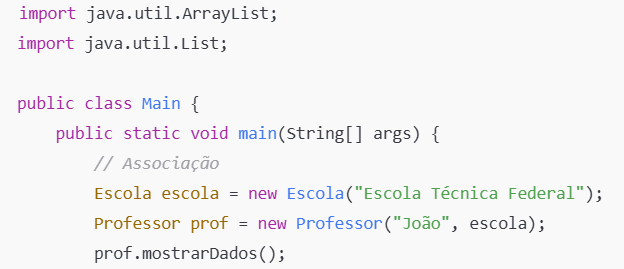 import java.util.ArrayList;
import java.util.List;
public class Main {
public static void main(String[] args) {
// Associação
Escola escola = new Escola("Escola Técnica Federal");
Professor prof = new Professor("João", escola);
prof.mostrarDados();